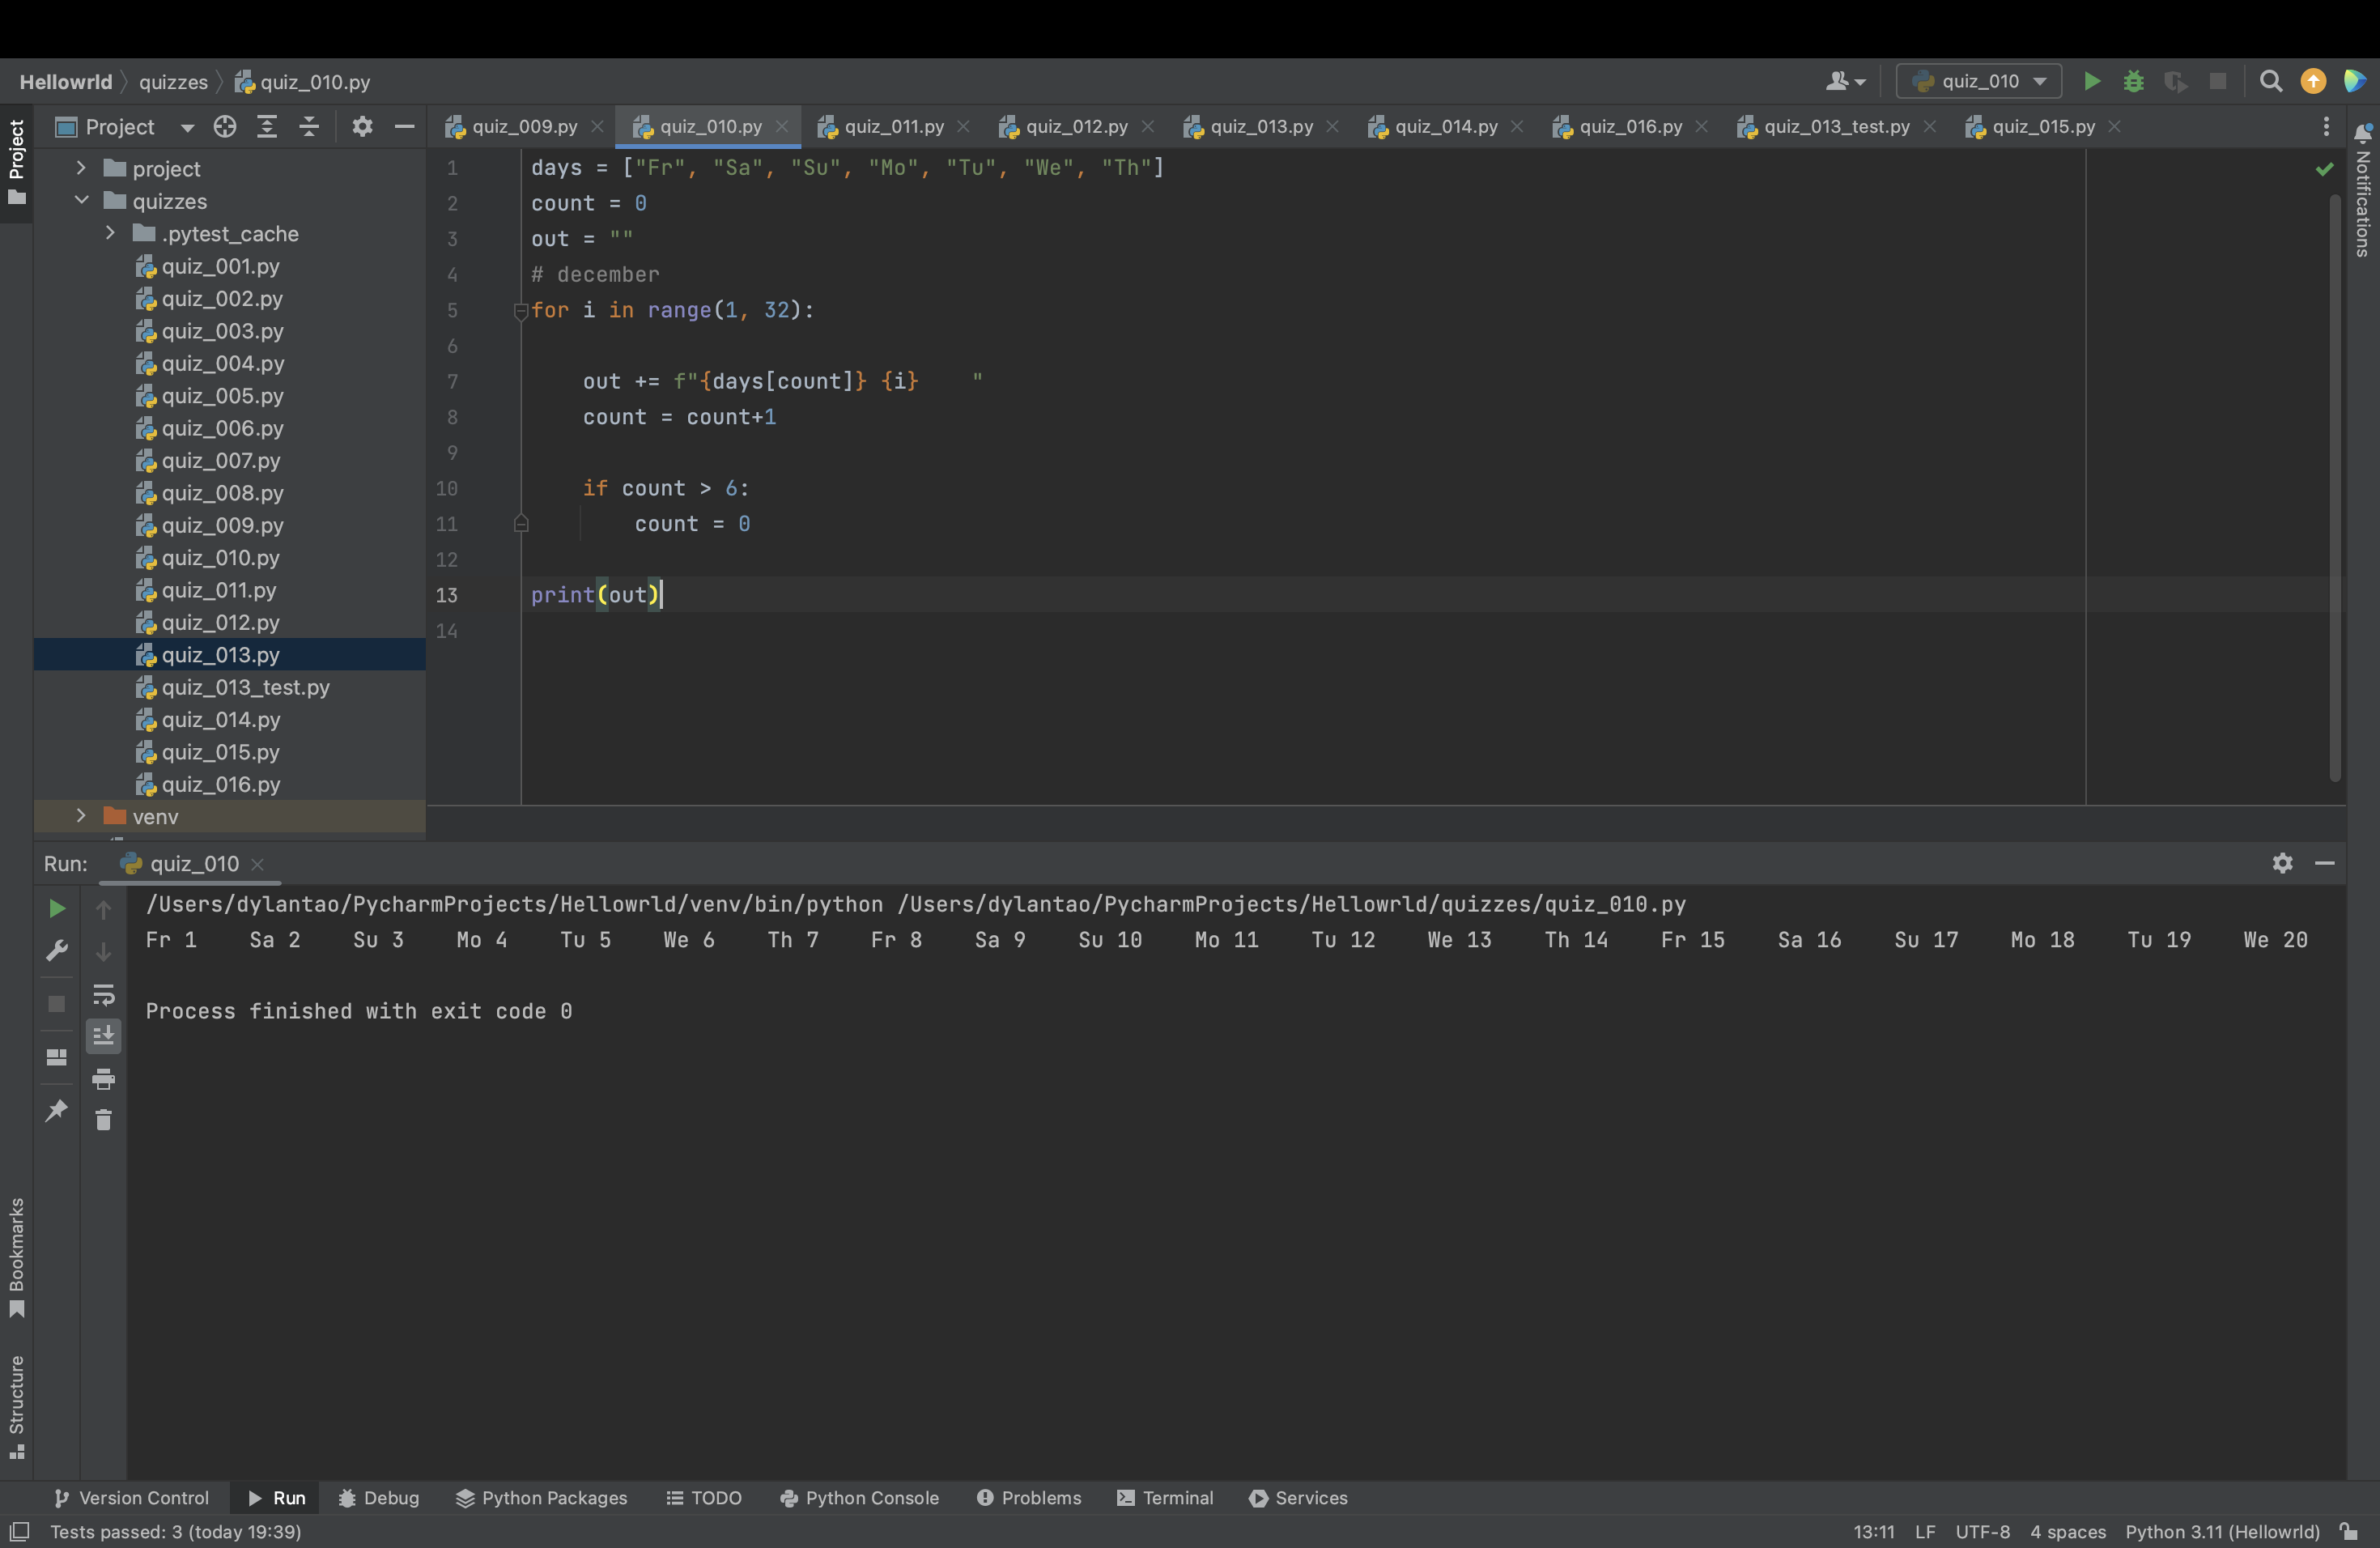 Hellowrld quizzes quiz_010.py quiz_010
Project
Project
quiz_009.py quiz_010.py quiz_011.py quiz_012.py quiz_013.py quiz_014.py quiz_016.py quiz_013_test.py quiz_015.py
Notifications
project
quizzes
.pytest_cache
quiz_001.py
quiz_002.py
quiz_003.py
quiz_004.py
quiz_005.py
quiz_006.py
quiz_007.py
quiz_008.py
quiz_009.py
quiz_010.py
quiz_011.py
quiz_012.py
quiz_013.py
quiz_013_test.py
quiz_014.py
quiz_015.py
quiz_016.py
venv
1 days = ["Fr", "Sa", "Su", "Mo", "Tu", "We", "Th"]
2 count = 0
3 out = ""
4 # december
5 for i in range(1, 32):
6
7 out += f"{days[count]} {i}    "
8 count = count+1
9
10 if count > 6:
11 count = 0
12
13 print(out)
14
Run: quiz_010
/Users/dylantao/PycharmProjects/Hellowrld/venv/bin/python /Users/dylantao/PycharmProjects/Hellowrld/quizzes/quiz_010.py
Fr 1    Sa 2    Su 3    Mo 4    Tu 5    We 6    Th 7    Fr 8    Sa 9    Su 10    Mo 11    Tu 12    We 13    Th 14    Fr 15    Sa 16    Su 17    Mo 18    Tu 19    We 20
Process finished with exit code 0
Bookmarks
Structure
Version Control Run Debug Python Packages TODO Python Console Problems Terminal Services
Tests passed: 3 (today 19:39) 13:11 LF UTF-8 4 spaces Python 3.11 (Hellowrld)